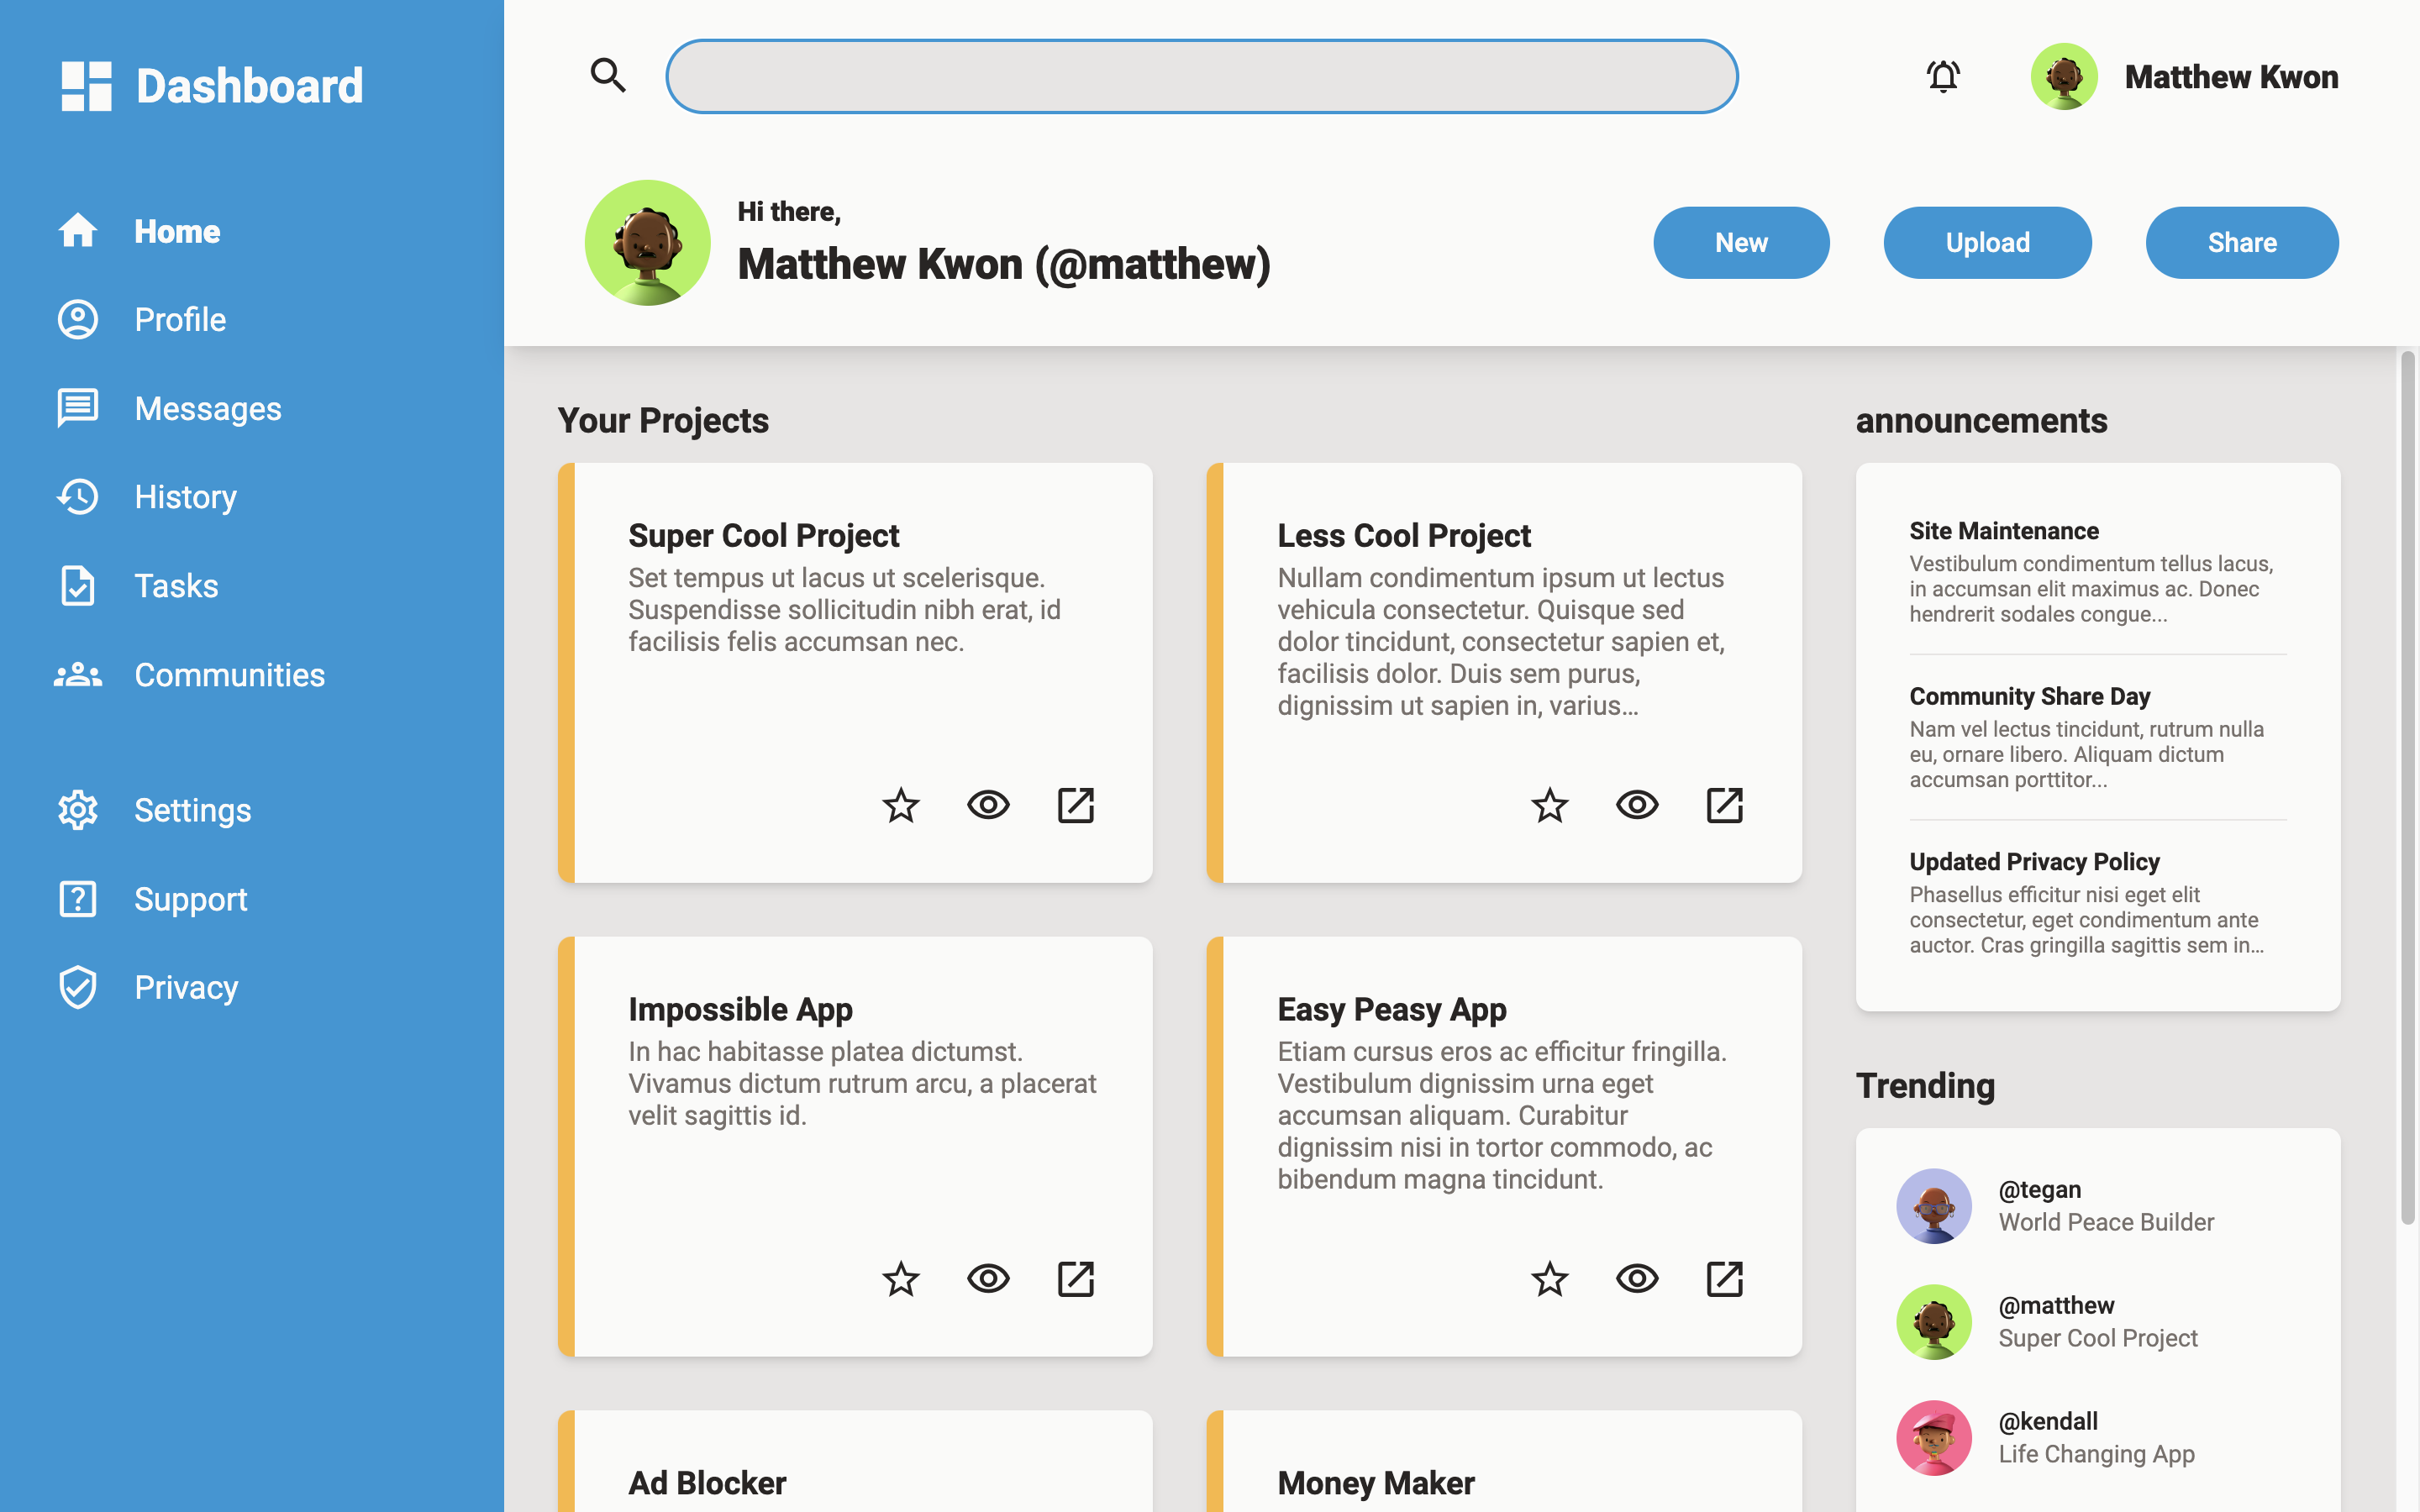 Dashboard
Home
Profile
Messages
History
Tasks
Communities
Settings
Support
Privacy
Matthew Kwon
Hi there,
Matthew Kwon (@matthew)
New
Upload
Share
Your Projects
Super Cool Project
Set tempus ut lacus ut scelerisque.
Suspendisse sollicitudin nibh erat, id
facilisis felis accumsan nec.
Less Cool Project
Nullam condimentum ipsum ut lectus
vehicula consectetur. Quisque sed
dolor tincidunt, consectetur sapien et,
facilisis dolor. Duis sem purus,
dignissim ut sapien in, varius...
Impossible App
In hac habitasse platea dictumst.
Vivamus dictum rutrum arcu, a placerat
velit sagittis id.
Easy Peasy App
Etiam cursus eros ac efficitur fringilla.
Vestibulum dignissim urna eget
accumsan aliquam. Curabitur
dignissim nisi in tortor commodo, ac
bibendum magna tincidunt.
Ad Blocker
Money Maker
announcements
Site Maintenance
Vestibulum condimentum tellus lacus,
in accumsan elit maximus ac. Donec
hendrerit sodales congue...
Community Share Day
Nam vel lectus tincidunt, rutrum nulla
eu, ornare libero. Aliquam dictum
accumsan porttitor...
Updated Privacy Policy
Phasellus efficitur nisi eget elit
consectetur, eget condimentum ante
auctor. Cras gringilla sagittis sem in...
Trending
@tegan
World Peace Builder
@matthew
Super Cool Project
@kendall
Life Changing App